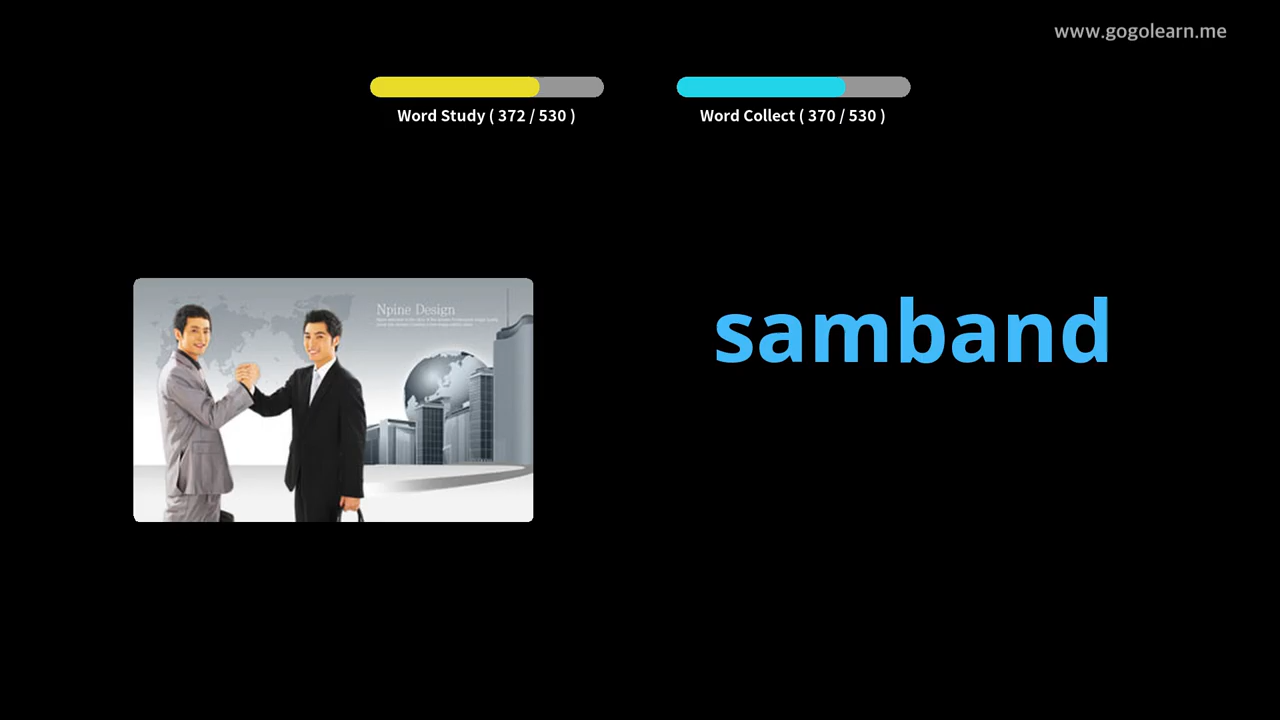 www.gogolearn.me
Word Study ( 372 / 530 )
Word Collect ( 370 / 530 )
Npine Design
samband